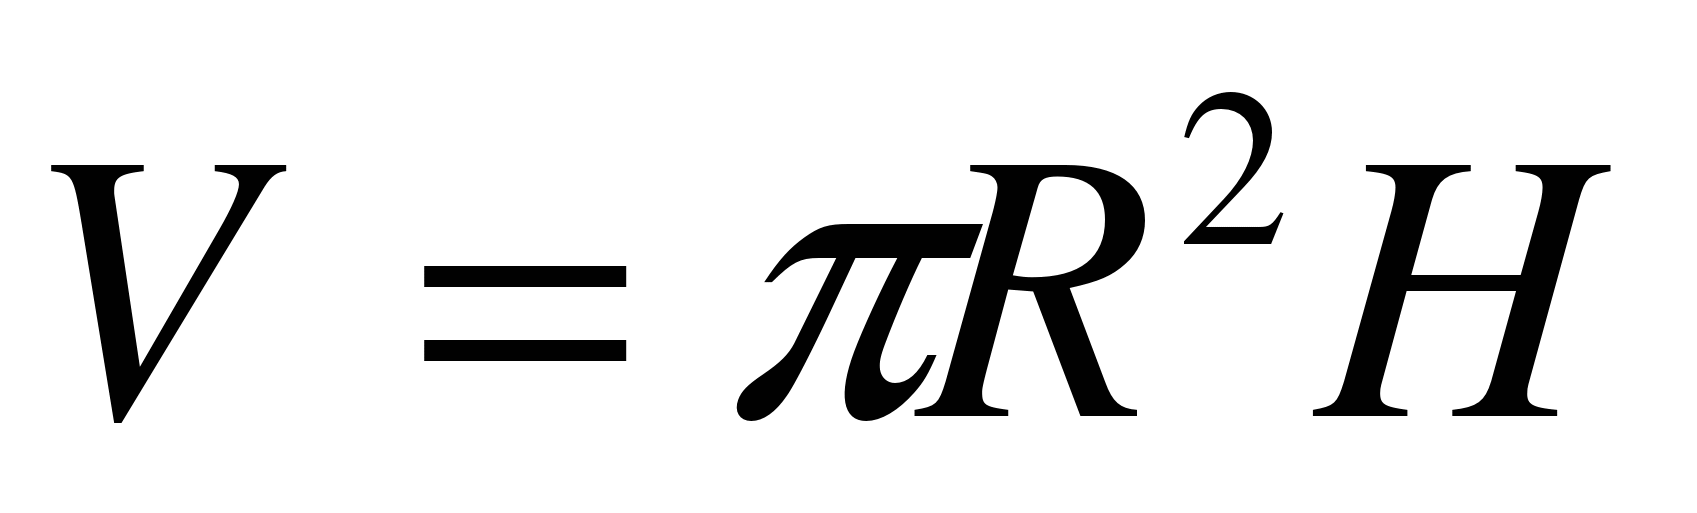 V = πR²H